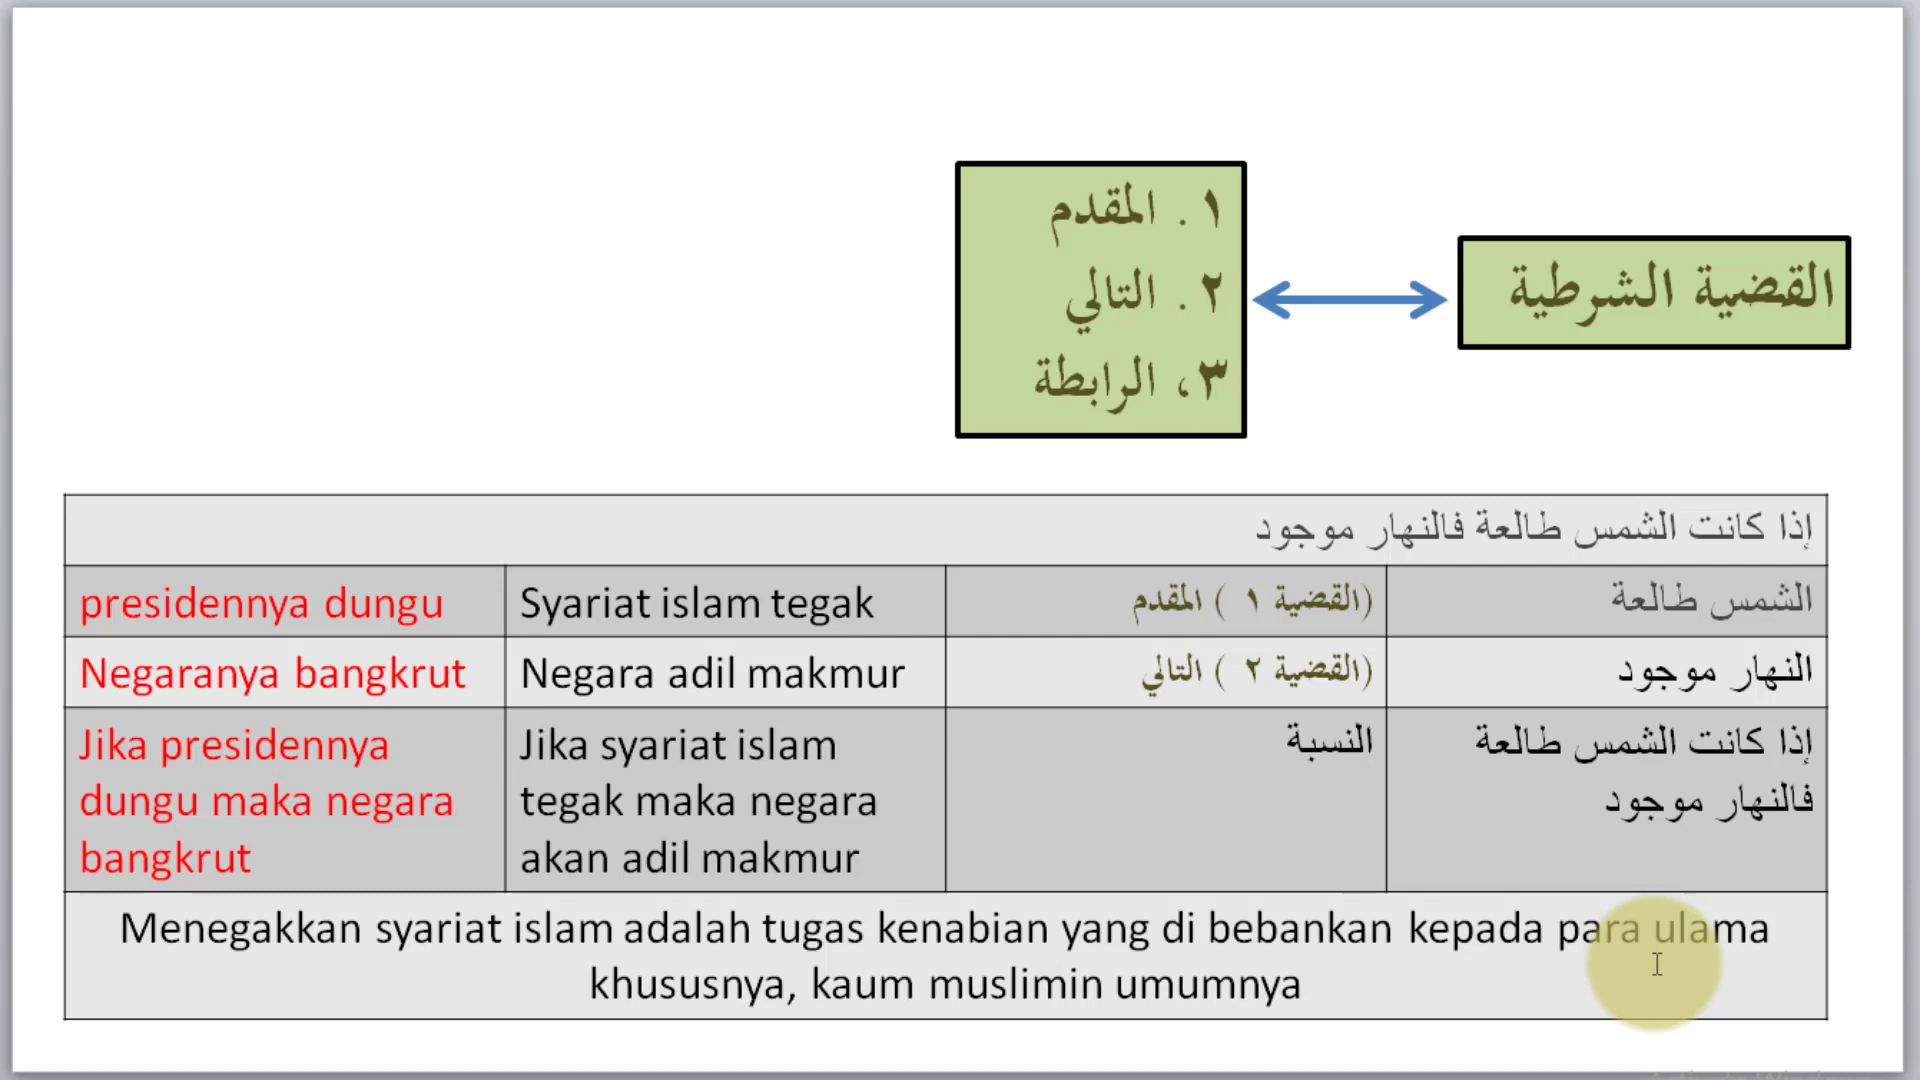 القضية الشرطية
١. المقدم
٢. التالي
٣، الرابطة
إذا كانت الشمس طالعة فالنهار موجود
الشمس طالعة
(القضية ١ ) المقدم
Syariat islam tegak
presidennya dungu
النهار موجود
(القضية ٢ ) التالي
Negara adil makmur
Negaranya bangkrut
إذا كانت الشمس طالعة
فالنهار موجود
النسبة
Jika syariat islam
tegak maka negara
akan adil makmur
Jika presidennya
dungu maka negara
bangkrut
Menegakkan syariat islam adalah tugas kenabian yang di bebankan kepada para ulama
khususnya, kaum muslimin umumnya